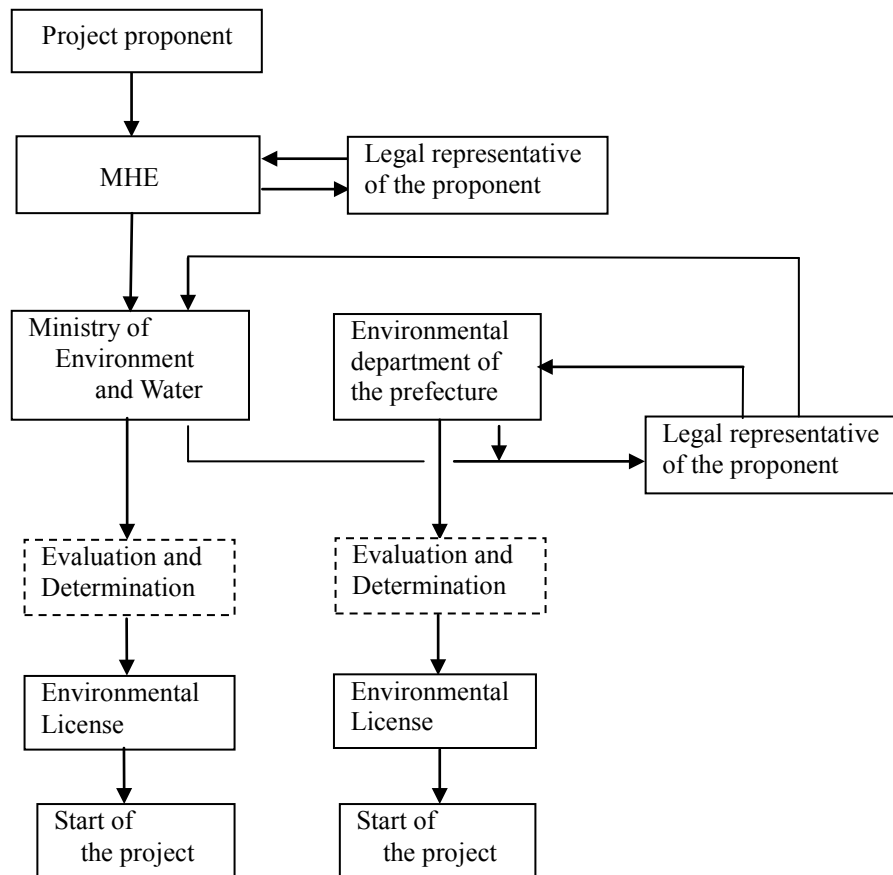 Project proponent
MHE
Legal representative
of the proponent
Ministry of
Environment
and Water
Environmental
department of
the prefecture
Legal representative
of the proponent
Evaluation and
Determination
Evaluation and
Determination
Environmental
License
Environmental
License
Start of
the project
Start of
the project